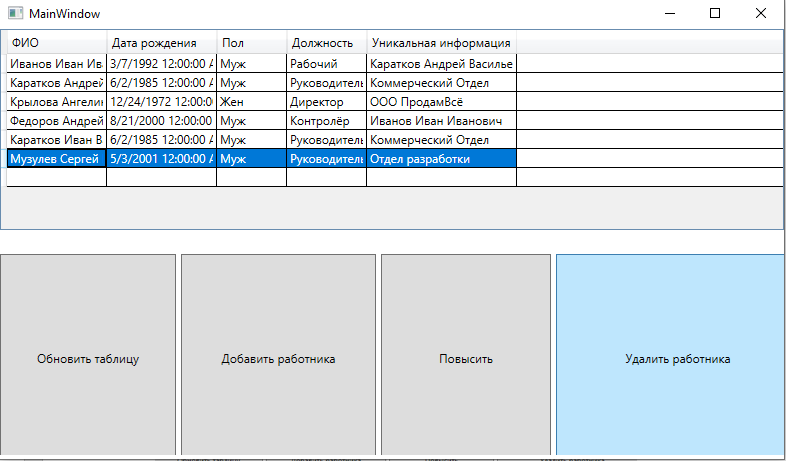 MainWindow
ФИО Дата рождения Пол Должность Уникальная информация
Иванов Иван Ив 3/7/1992 12:00:00 A Муж Рабочий Каратков Андрей Василье
Каратков Андрей 6/2/1985 12:00:00 A Муж Руководитель Коммерческий Отдел
Крылова Ангелин 12/24/1972 12:00:0 Жен Директор ООО ПродамВсё
Федоров Андрей 8/21/2000 12:00:00 Муж Контролёр Иванов Иван Иванович
Каратков Иван В 6/2/1985 12:00:00 A Муж Руководитель Коммерческий Отдел
Музулев Сергей 5/3/2001 12:00:00 A Муж Руководитель Отдел разработки
Обновить таблицу Добавить работника Повысить Удалить работника